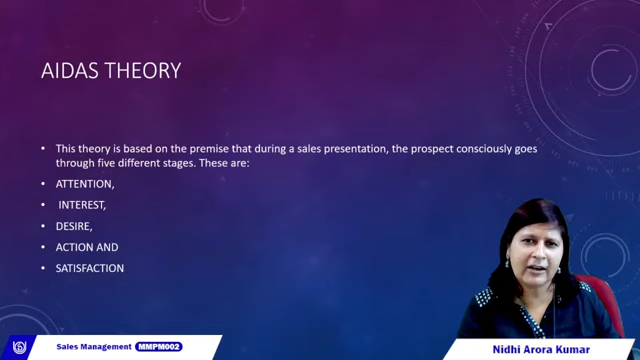 AIDAS THEORY
• This theory is based on the premise that during a sales presentation, the prospect consciously goes
through five different stages. These are:
• ATTENTION,
• INTEREST,
• DESIRE,
• ACTION AND
• SATISFACTION
Sales Management MMPM002
Nidhi Arora Kumar